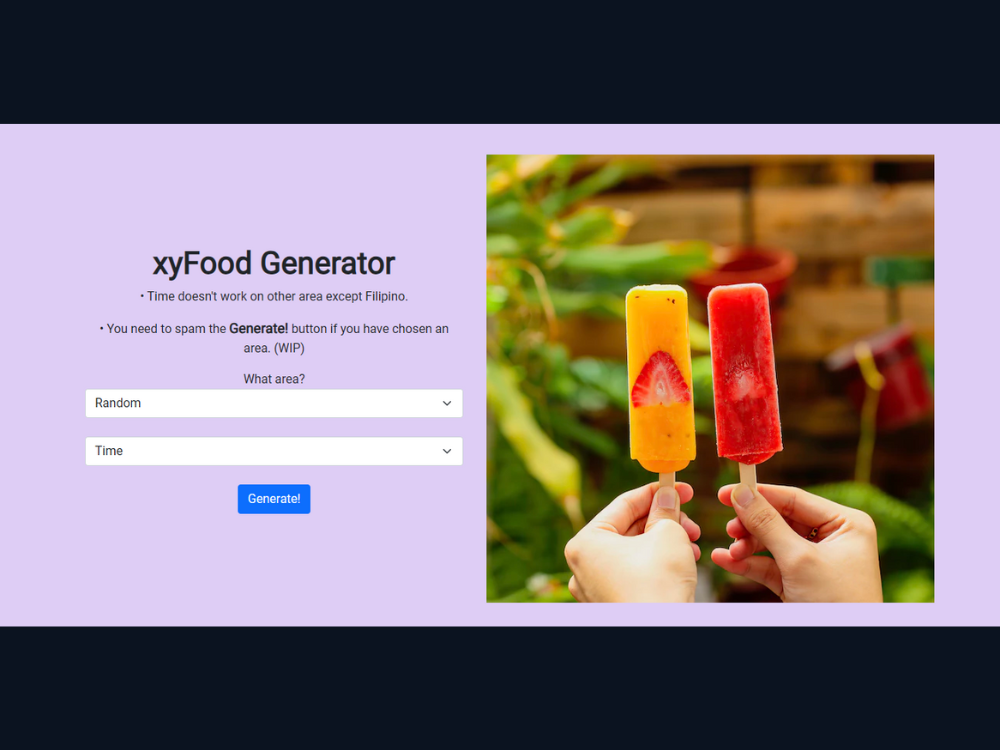 xyFood Generator
• Time doesn't work on other area except Filipino.
• You need to spam the Generate! button if you have chosen an
area. (WIP)
What area?
Random
Time
Generate!